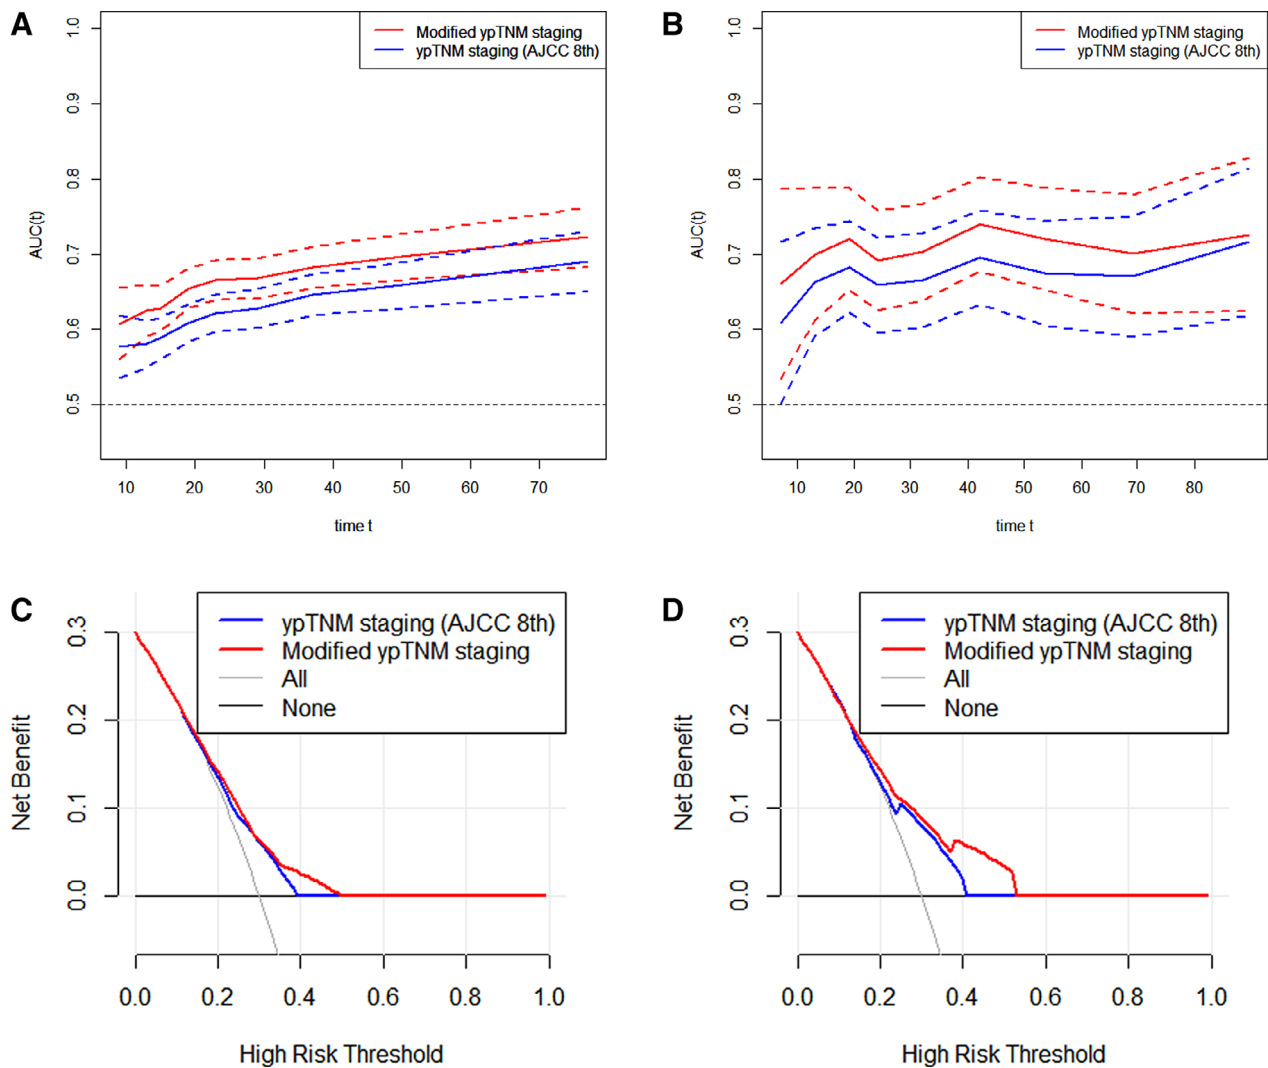 A
Modified ypTNM staging
ypTNM staging (AJCC 8th)
AUC(t)
1.0
0.9
0.8
0.7
0.6
0.5
10 20 30 40 50 60 70
time t
B
Modified ypTNM staging
ypTNM staging (AJCC 8th)
AUC(t)
1.0
0.9
0.8
0.7
0.6
0.5
10 20 30 40 50 60 70 80
time t
C
ypTNM staging (AJCC 8th)
Modified ypTNM staging
All
None
Net Benefit
0.3
0.2
0.1
0.0
0.0 0.2 0.4 0.6 0.8 1.0
High Risk Threshold
D
ypTNM staging (AJCC 8th)
Modified ypTNM staging
All
None
Net Benefit
0.3
0.2
0.1
0.0
0.0 0.2 0.4 0.6 0.8 1.0
High Risk Threshold